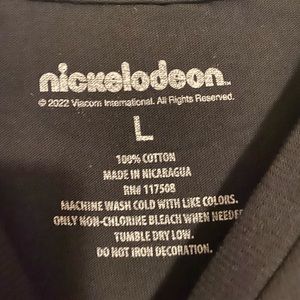 nickelodeon™
© 2022 Viacom International. All Rights Reserved.
L
100% COTTON
MADE IN NICARAGUA
RN# 117508
MACHINE WASH COLD WITH LIKE COLORS.
ONLY NON-CHLORINE BLEACH WHEN NEEDED
TUMBLE DRY LOW.
DO NOT IRON DECORATION.